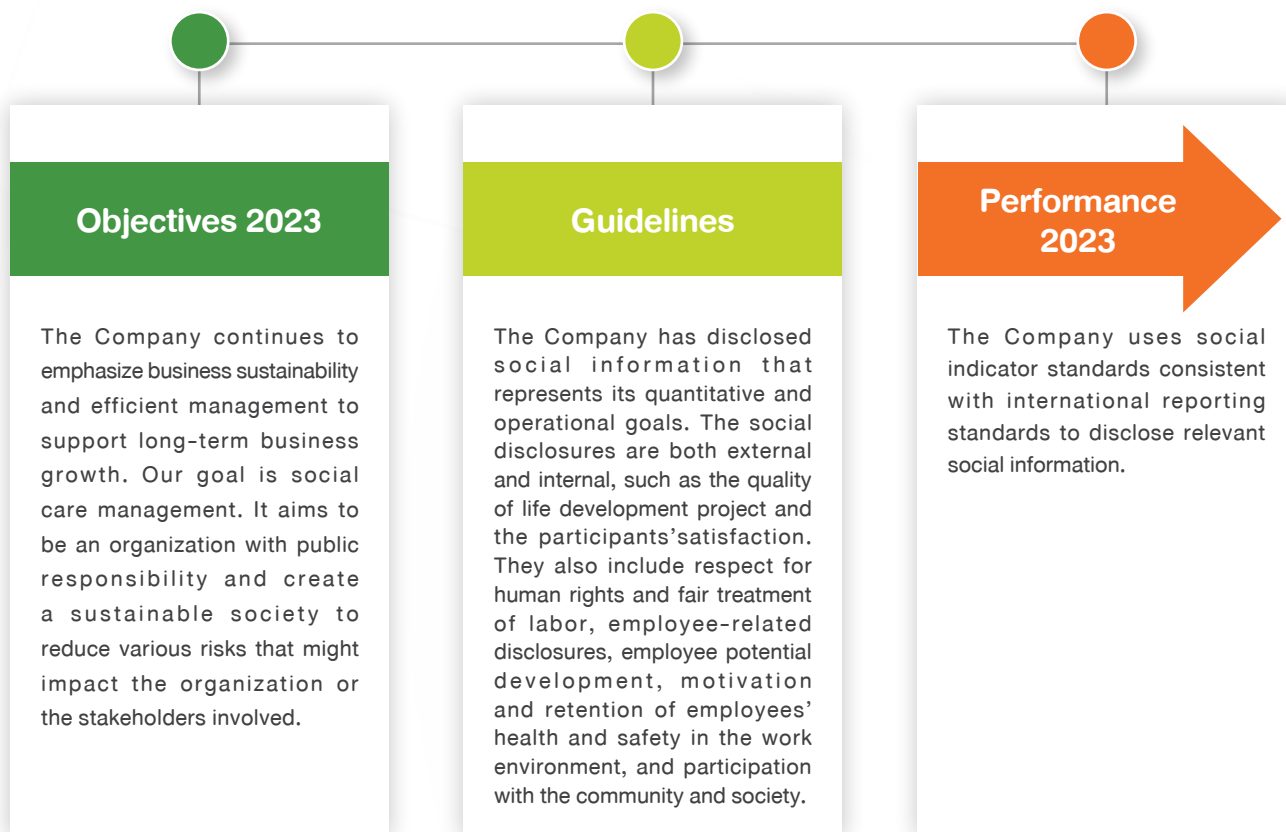 Objectives 2023
The Company continues to
emphasize business sustainability
and efficient management to
support long-term business
growth. Our goal is social
care management. It aims to
be an organization with public
responsibility and create
a sustainable society to
reduce various risks that might
impact the organization or
the stakeholders involved.
Guidelines
The Company has disclosed
social information that
represents its quantitative and
operational goals. The social
disclosures are both external
and internal, such as the quality
of life development project and
the participants'satisfaction.
They also include respect for
human rights and fair treatment
of labor, employee-related
disclosures, employee potential
development, motivation
and retention of employees'
health and safety in the work
environment, and participation
with the community and society.
Performance
2023
The Company uses social
indicator standards consistent
with international reporting
standards to disclose relevant
social information.